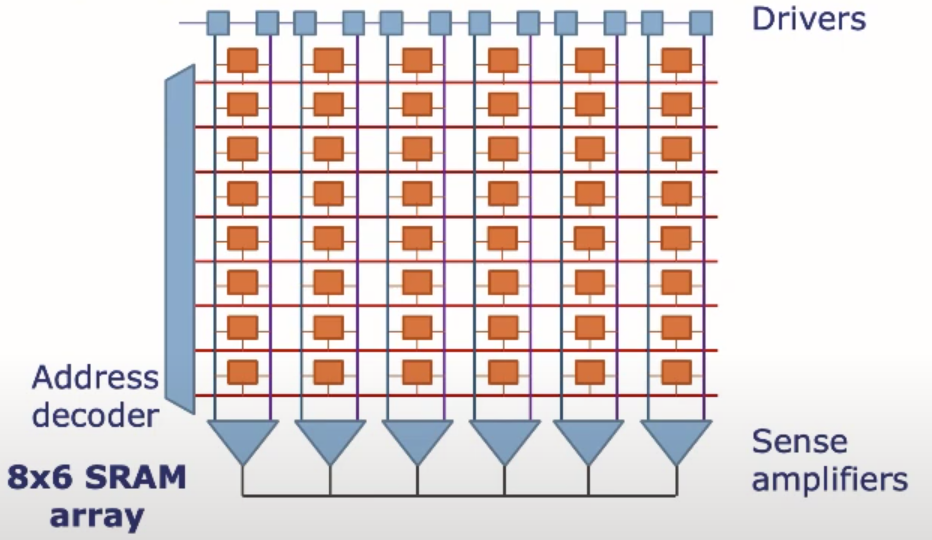 Drivers
Address
decoder
8x6 SRAM
array
Sense
amplifiers